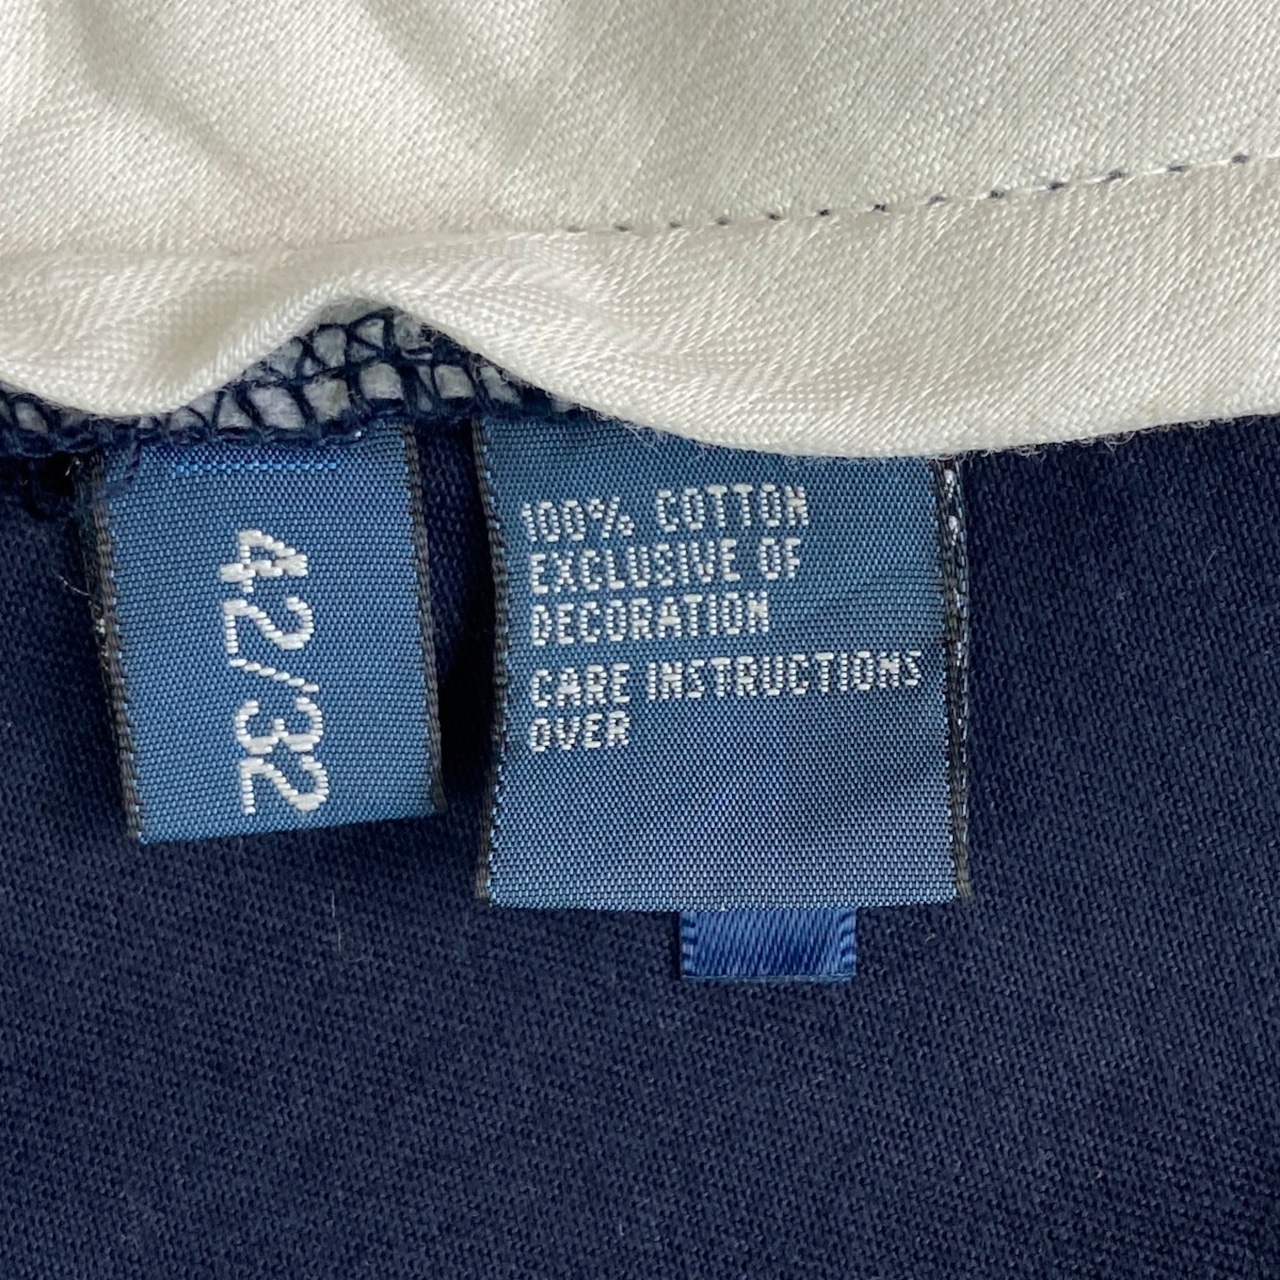 42/32
100% COTTON
EXCLUSIVE OF
DECORATION
CARE INSTRUCTIONS
OVER